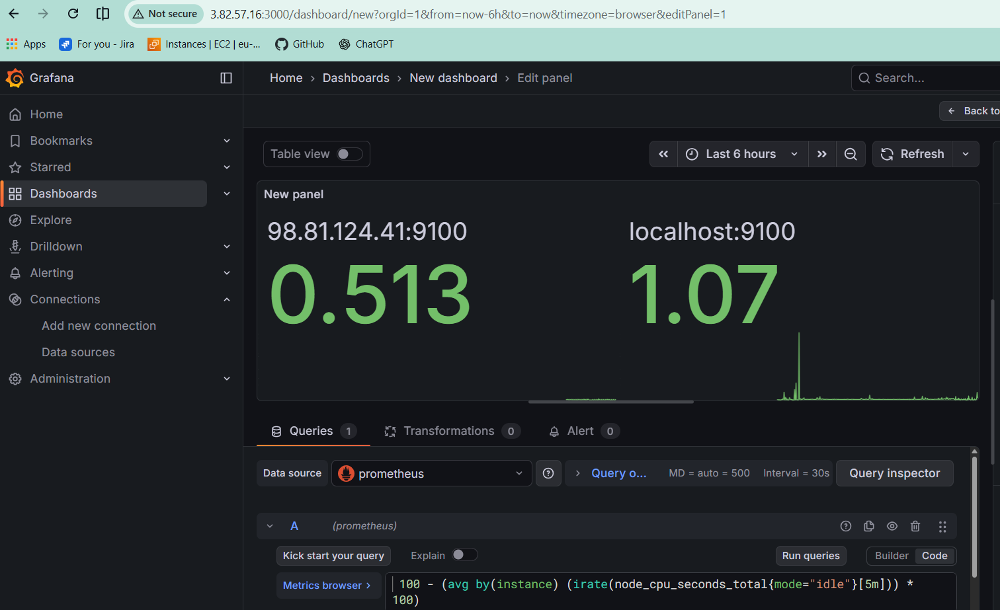 Not secure 3.82.57.16:3000/dashboard/new?orgId=1&from=now-6h&to=now&timezone=browser&editPanel=1
Apps For you - Jira Instances | EC2 | eu-... GitHub ChatGPT
Grafana
Home › Dashboards › New dashboard › Edit panel
Search...
Back to
Home
Bookmarks
Starred
Dashboards
Explore
Drilldown
Alerting
Connections
Add new connection
Data sources
Administration
Table view
Last 6 hours
Refresh
New panel
98.81.124.41:9100
0.513
localhost:9100
1.07
Queries 1 Transformations 0 Alert 0
Data source prometheus Query o... MD = auto = 500 Interval = 30s Query inspector
A (prometheus)
Kick start your query Explain Run queries Builder Code
Metrics browser › 100 - (avg by(instance) (irate(node_cpu_seconds_total{mode="idle"}[5m])) *
100)